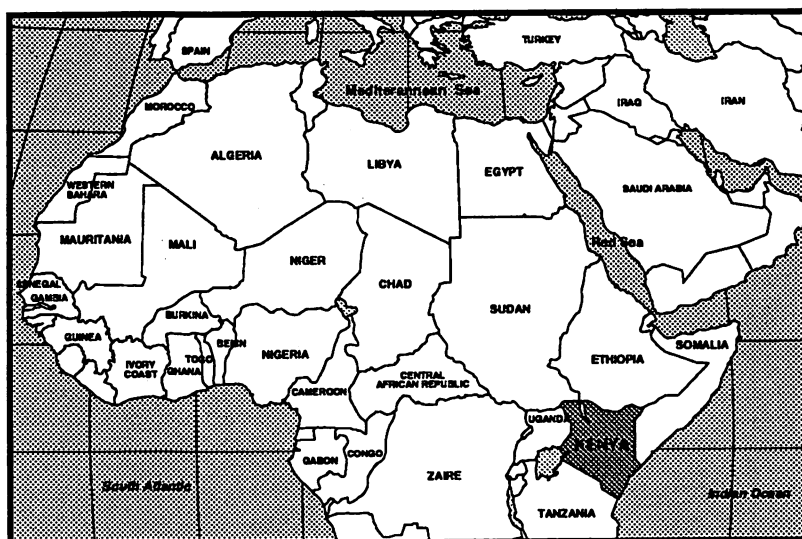 SPAIN
TURKEY
Mediterranean Sea
MOROCCO
IRAQ
IRAN
ALGERIA
LIBYA
EGYPT
WESTERN
SAHARA
SAUDI ARABIA
MAURITANIA
MALI
NIGER
Red Sea
CHAD
SENEGAL
GAMBIA
SUDAN
BURKINA
GUINEA
BENIN
TOGO
NIGERIA
IVORY
COAST
GHANA
ETHIOPIA
SOMALIA
CENTRAL
AFRICAN REPUBLIC
CAMEROON
UGANDA
KENYA
GABON
CONGO
ZAIRE
South Atlantic
Indian Ocean
TANZANIA